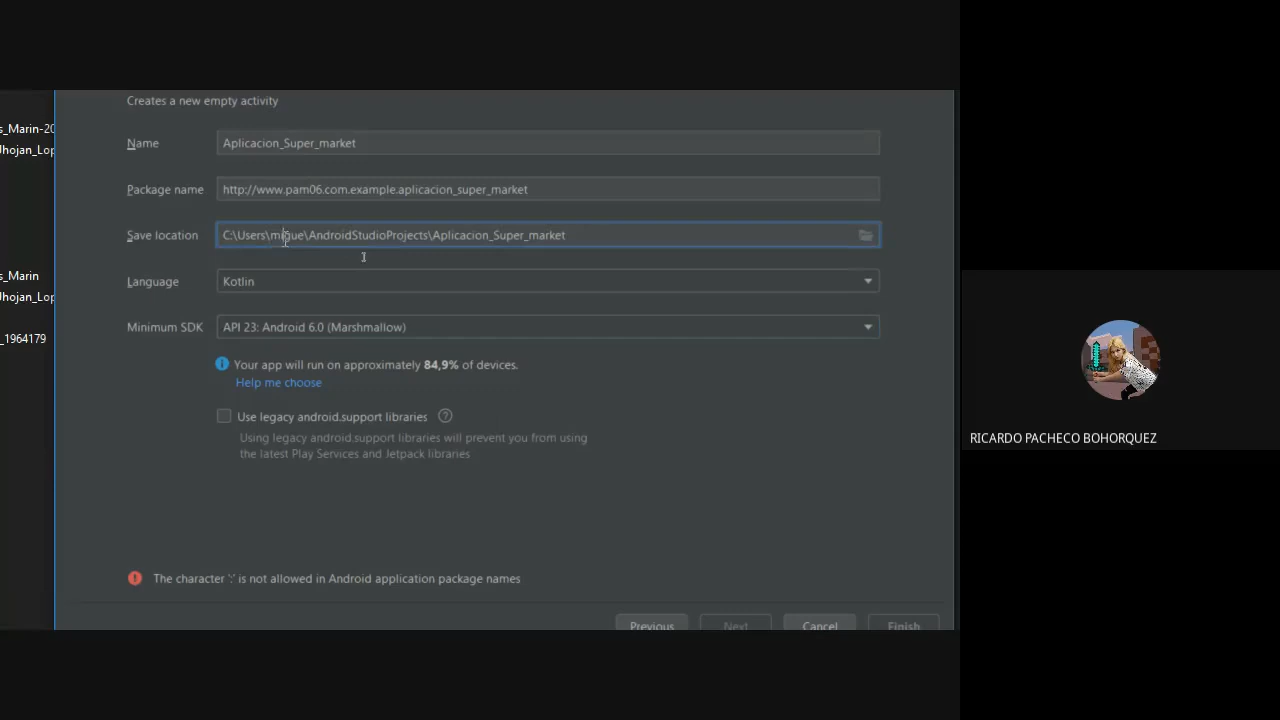 s_Marin-20
Jhojan_Lop
s_Marin
Jhojan_Lop
_1964179
Creates a new empty activity
Name
Aplicacion_Super_market
Package name
http://www.pam06.com.example.aplicacion_super_market
Save location
C:\Users\migue\AndroidStudioProjects\Aplicacion_Super_market
Language
Kotlin
Minimum SDK
API 23: Android 6.0 (Marshmallow)
Your app will run on approximately 84,9% of devices.
Help me choose
Use legacy android.support libraries
Using legacy android.support libraries will prevent you from using
the latest Play Services and Jetpack libraries
The character ':' is not allowed in Android application package names
Previous
Next
Cancel
Finish
RICARDO PACHECO BOHORQUEZ